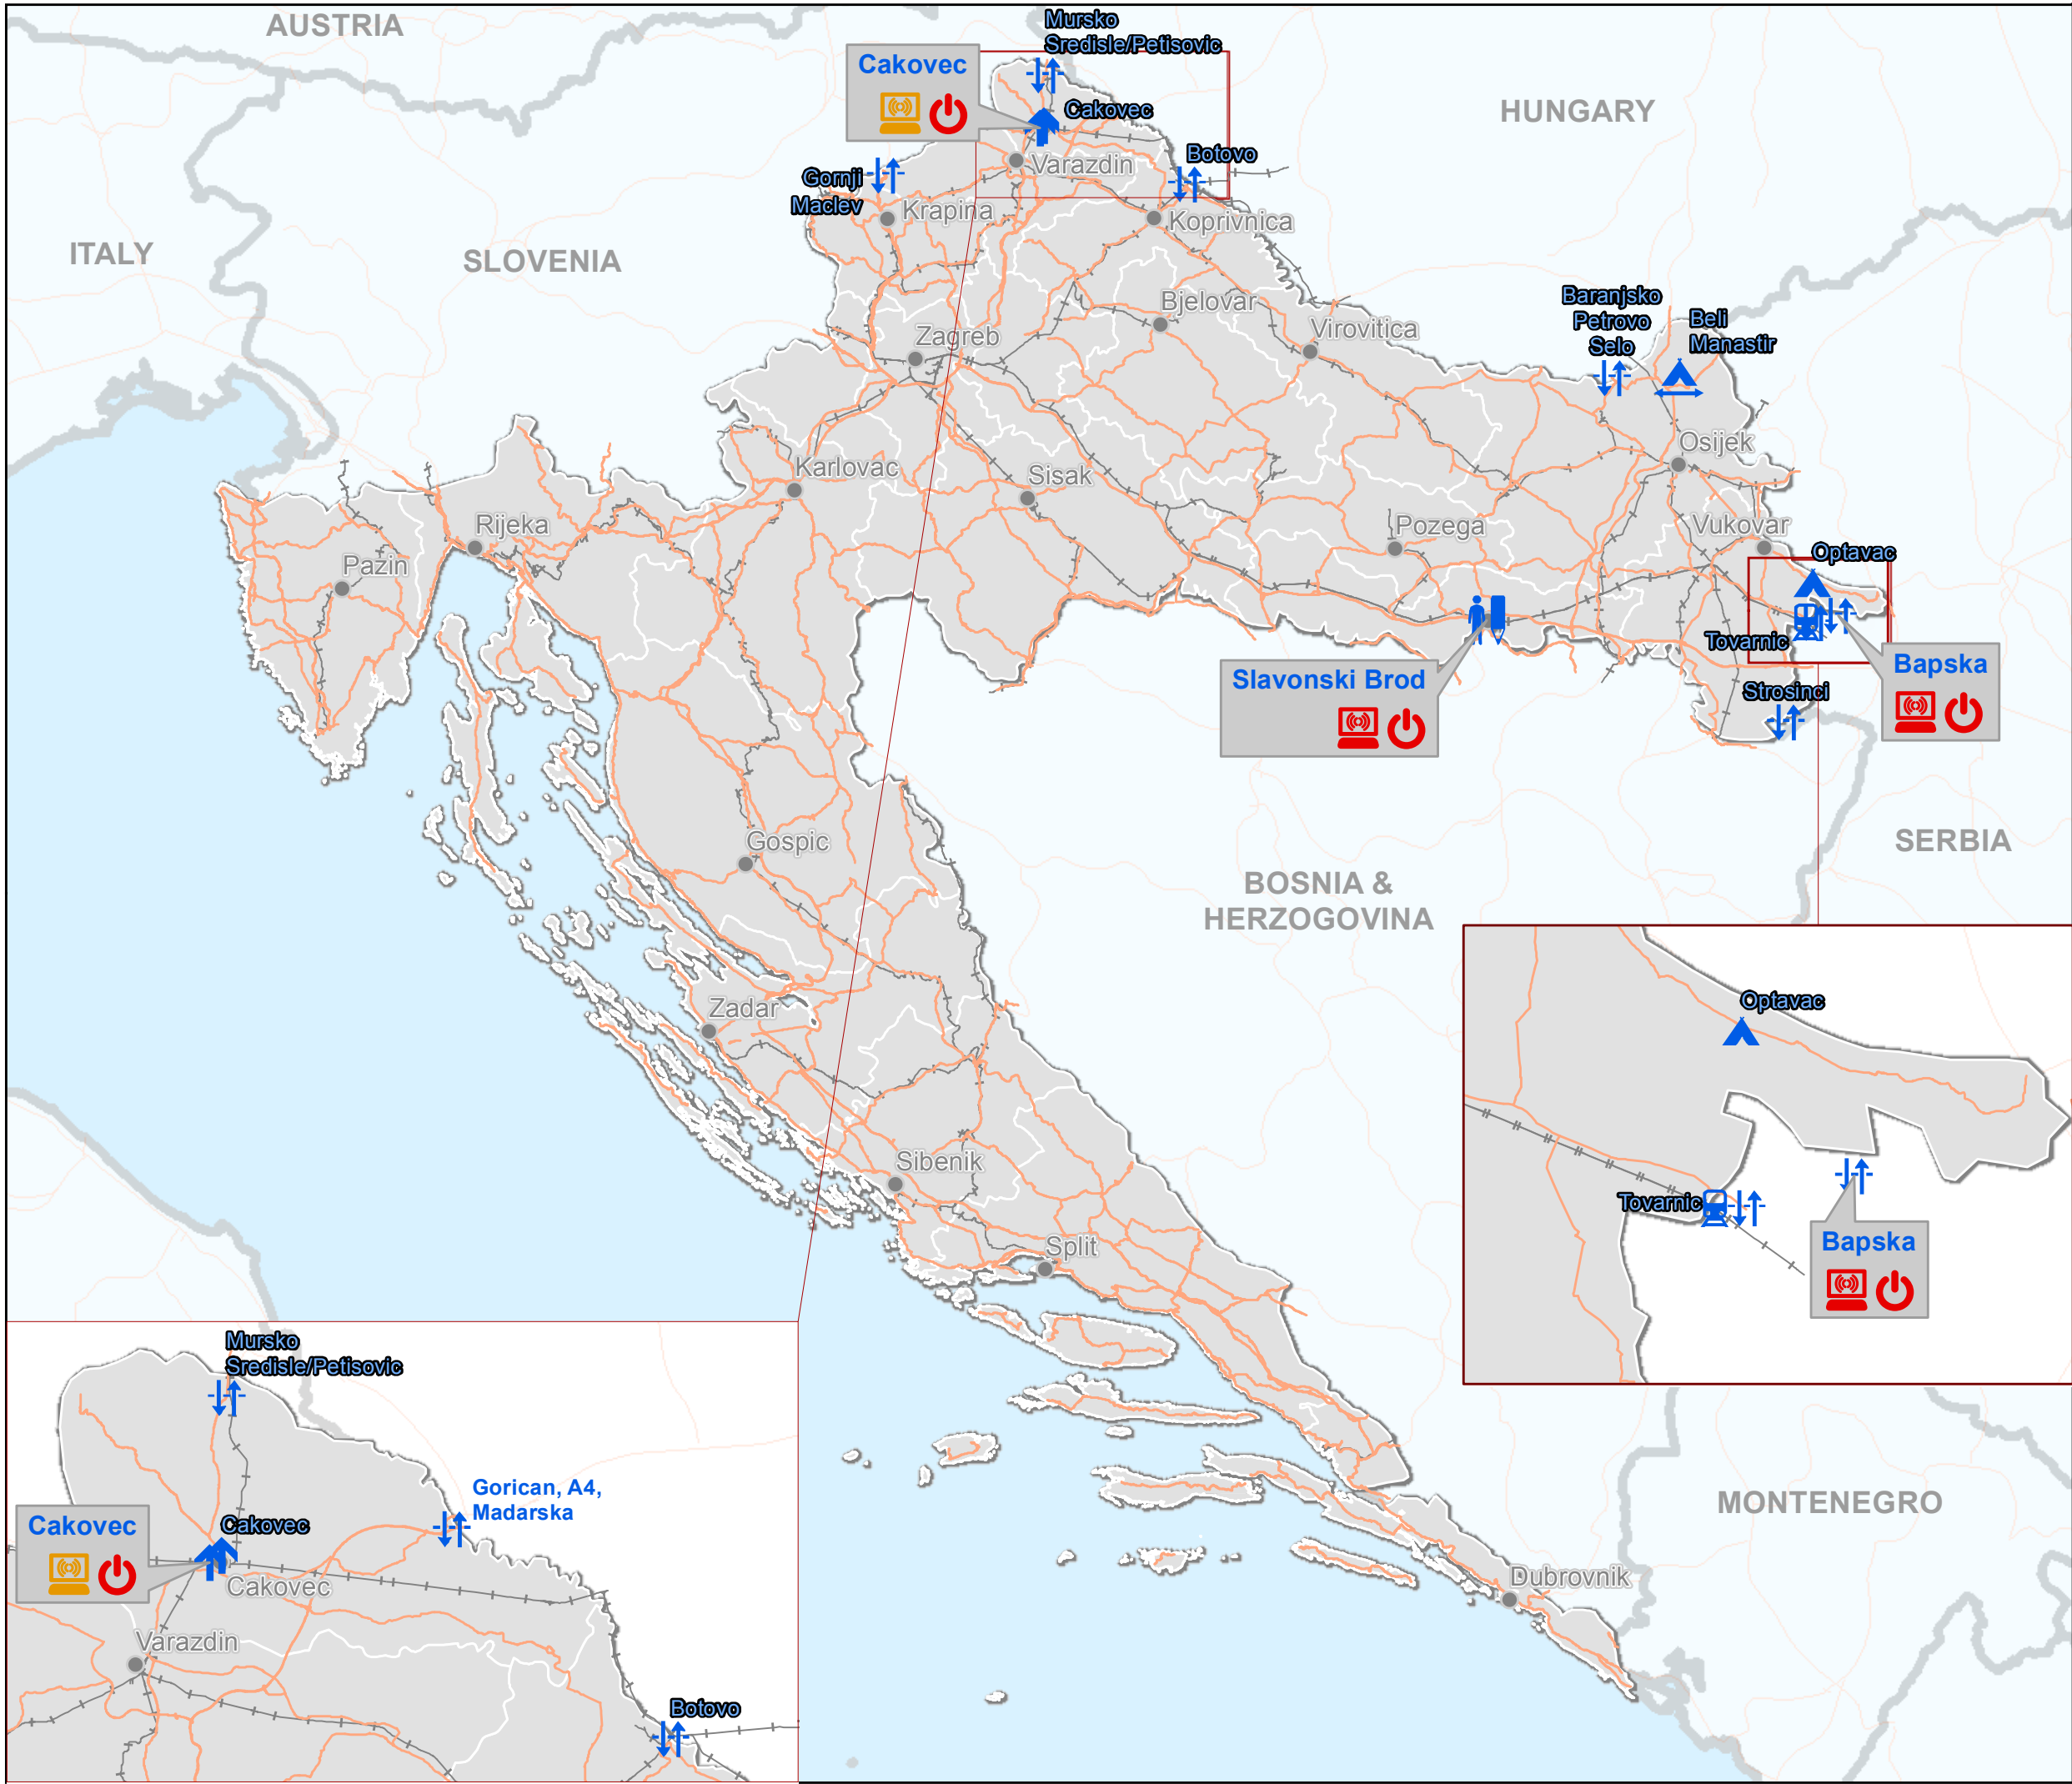 AUSTRIA
Mursko
Sredisle/Petisovic
Cakovec
Cakovec
HUNGARY
Varazdin
Botovo
Gornji
Maclev
Krapina
Koprivnica
ITALY
SLOVENIA
Bjelovar
Baranjsko
Petrovo
Selo
Beli
Manastir
Zagreb
Virovitica
Osijek
Karlovac
Sisak
Rijeka
Pozega
Vukovar
Pazin
Optavac
Tovarnic
Slavonski Brod
Bapska
Strosinci
Gospic
SERBIA
BOSNIA &
HERZOGOVINA
Zadar
Optavac
Sibenik
Tovarnic
Bapska
Split
Mursko
Sredisle/Petisovic
Gorican, A4,
Madarska
Cakovec
Cakovec
Cakovec
MONTENEGRO
Dubrovnik
Varazdin
Botovo